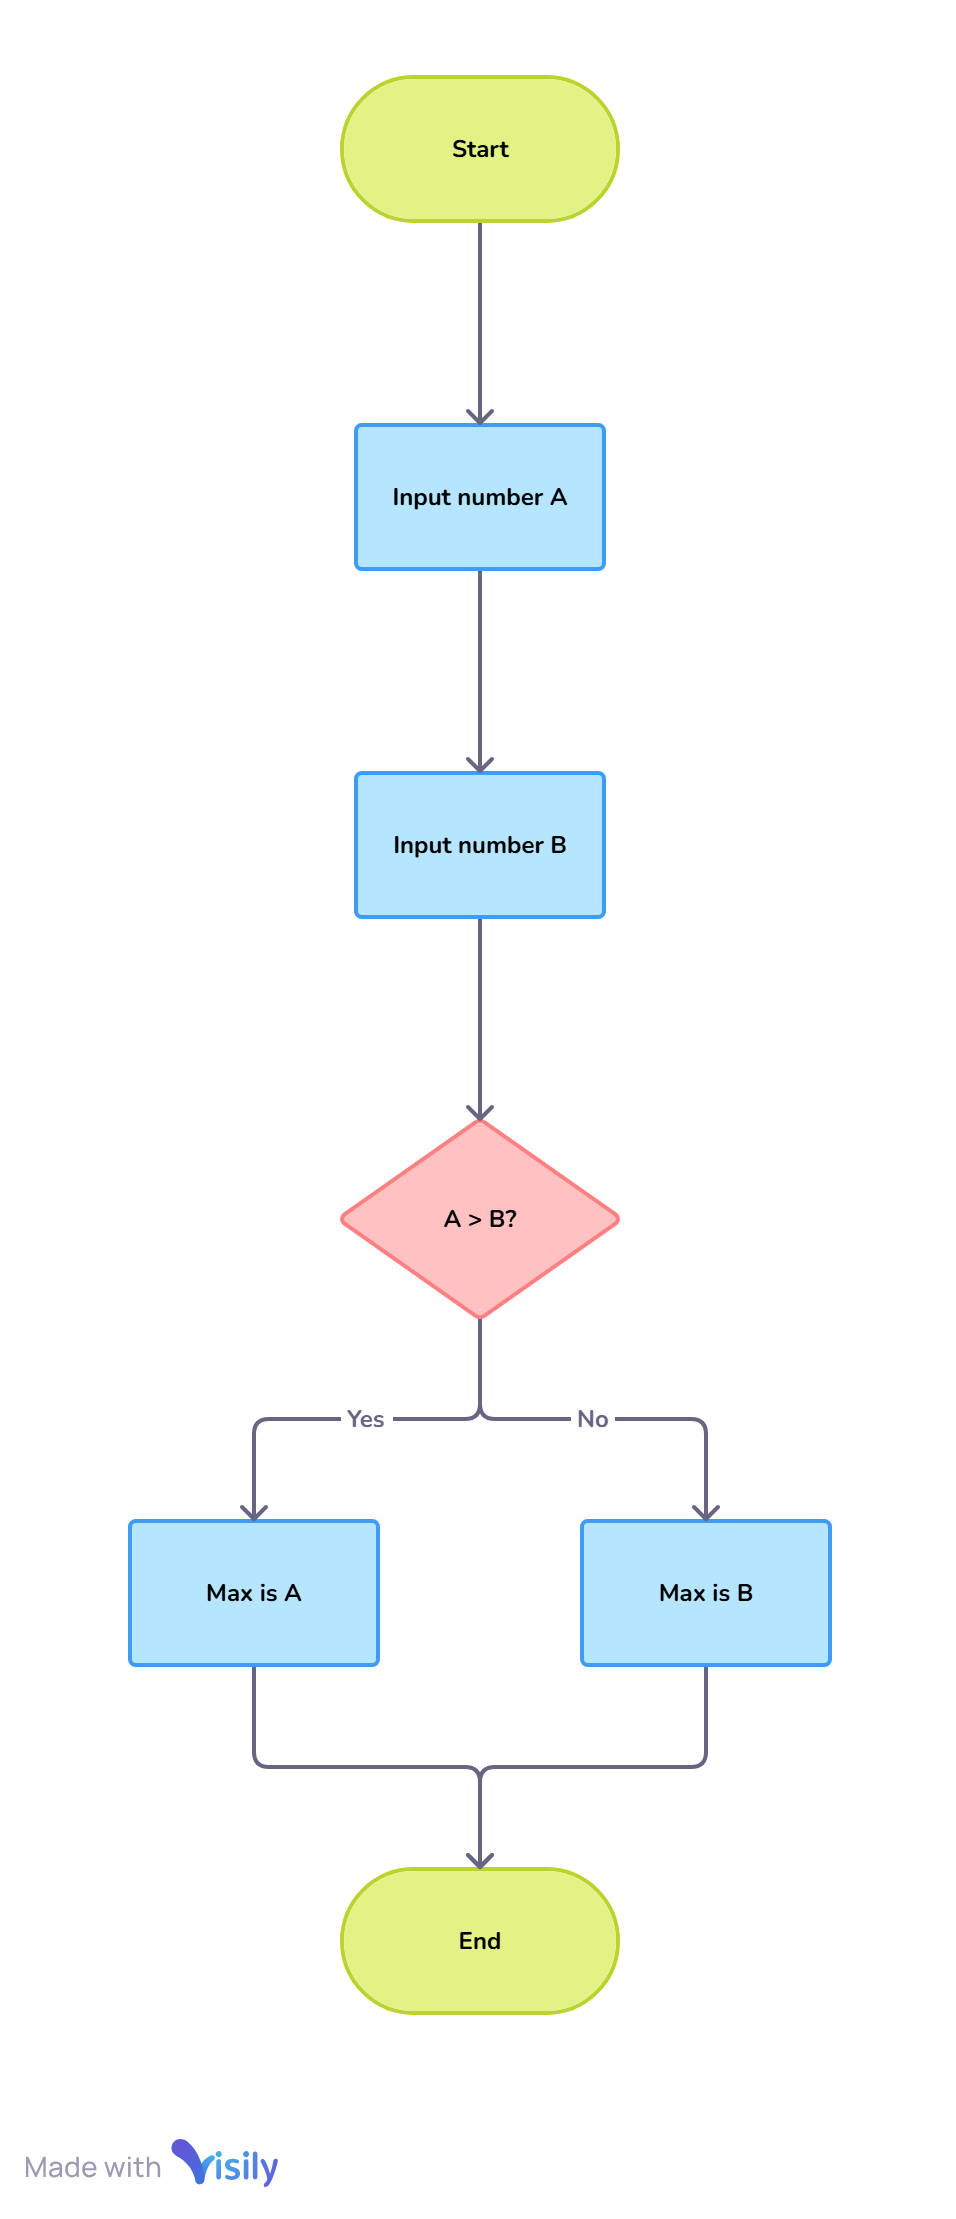 Start
Input number A
Input number B
A > B?
Yes
No
Max is A
Max is B
End
Made with Visily